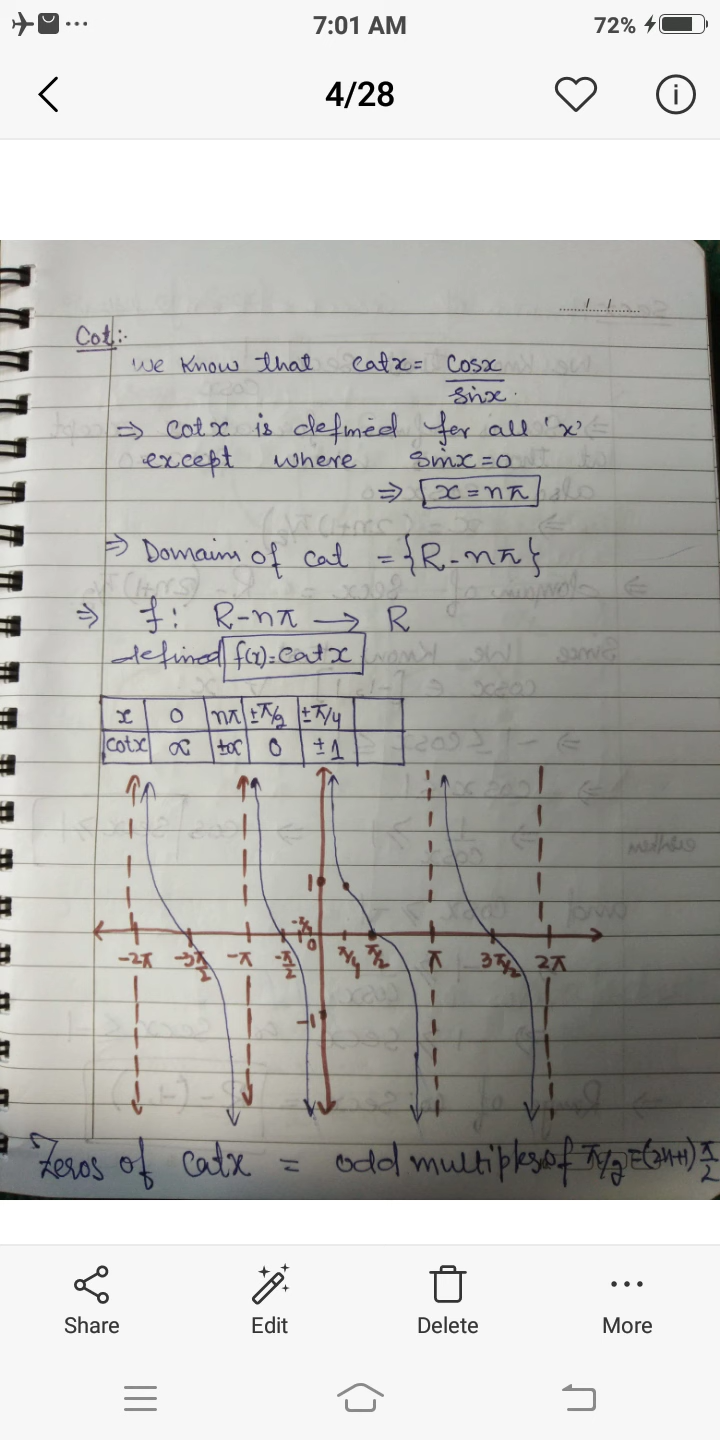 7:01 AM
72%
4/28
Cot:-
We know that cotx = cosx
sinx.
⇒ cotx is defined for all 'x'
except where sinx=0
⇒ x = nπ
⇒ Domain of cot = {R - nπ}
⇒ f: R-nπ → R
defined f(x)=cotx
x 0 nπ ±π/2 ±π/4
cotx ∝ ±∝ 0 ±1
1
-π/4 0
-2π -3π/2 -π -π/2 π/4 π/2 π 3π/2 2π
-1
Zeros of cotx = odd multiples of π/2 = (2n+1) π/2
Share Edit Delete More